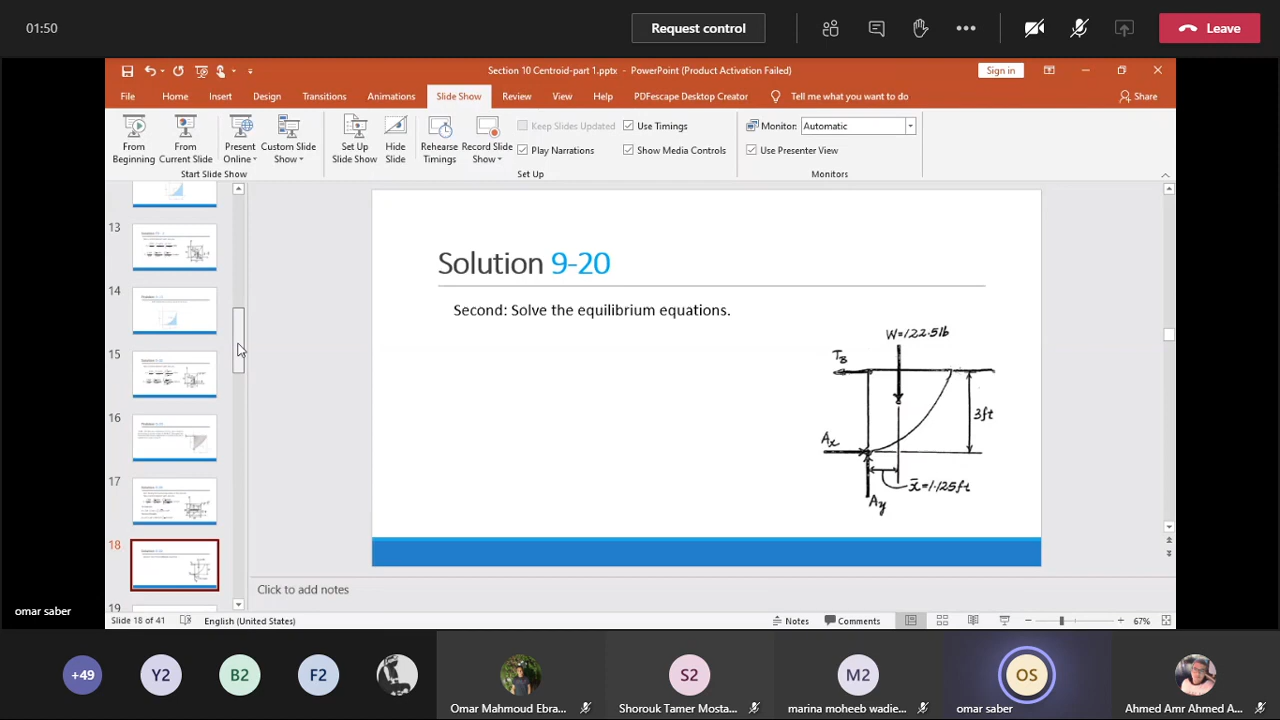 01:50
Request control
Leave
Section 10 Centroid-part 1.pptx - PowerPoint (Product Activation Failed)
Sign in
File Home Insert Design Transitions Animations Slide Show Review View Help PDFescape Desktop Creator Tell me what you want to do Share
From Beginning
From Current Slide
Present Online
Custom Slide Show
Start Slide Show
Set Up Slide Show
Hide Slide
Rehearse Timings
Record Slide Show
Keep Slides Updated
Play Narrations
Use Timings
Show Media Controls
Set Up
Monitor: Automatic
Use Presenter View
Monitors
13
14
15
16
17
18
19
Solution 9-20
Second: Solve the equilibrium equations.
W=122.5lb
T_B
3ft
A_x
x̄=1.125ft
A_y
Click to add notes
omar saber
Slide 18 of 41
English (United States)
Notes
Comments
67%
+49
Y2
B2
F2
Omar Mahmoud Ebra...
S2
Shorouk Tamer Mosta...
M2
marina moheeb wadie...
OS
omar saber
Ahmed Amr Ahmed A...